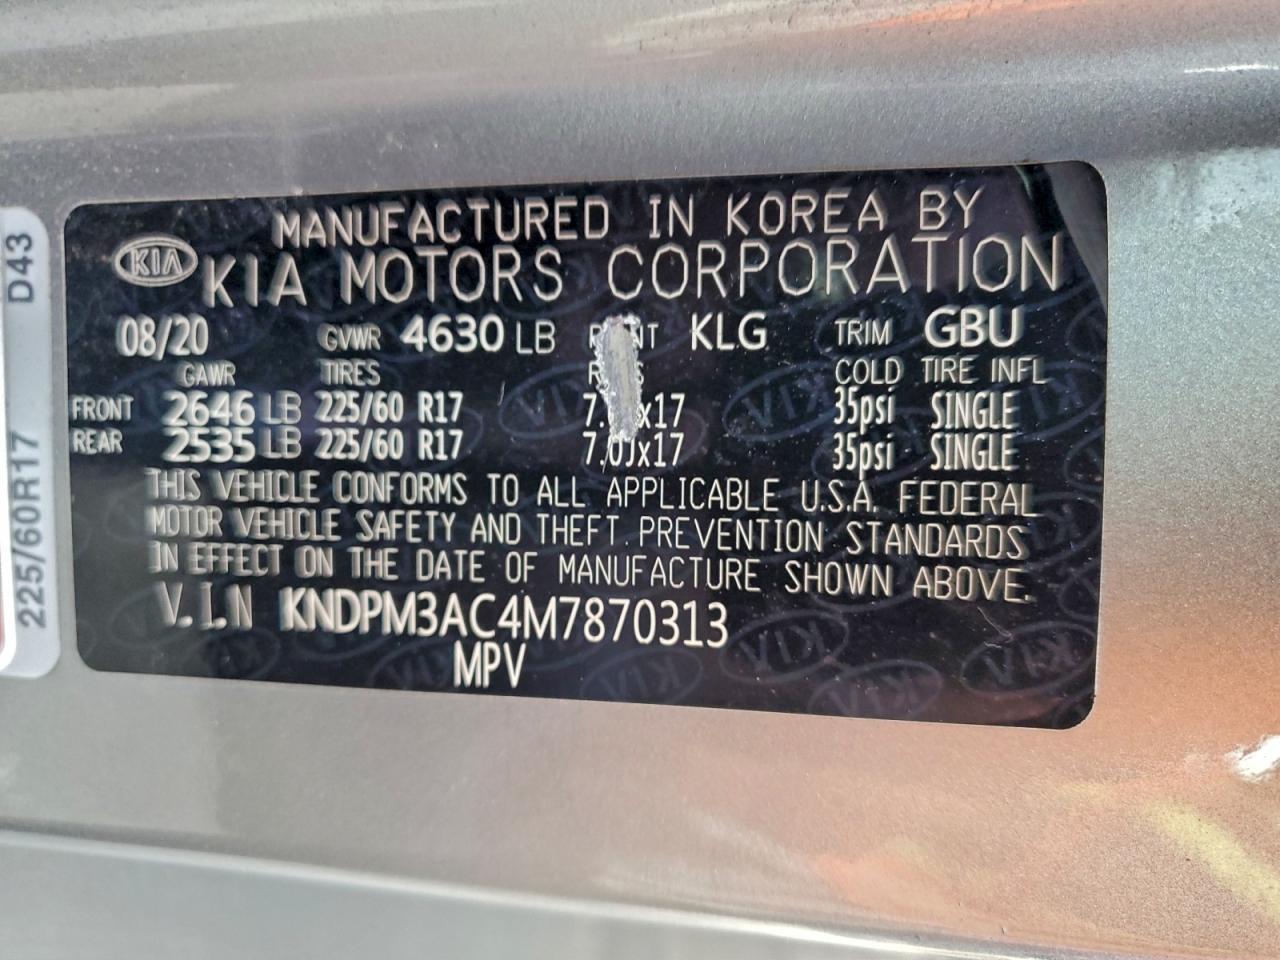 MANUFACTURED IN KOREA BY
KIA KIA MOTORS CORPORATION
08/20 GVWR 4630 LB KLG TRIM GBU
GAWR TIRES COLD TIRE INFL
FRONT 2646 LB 225/60 R17 35psi SINGLE
REAR 2535 LB 225/60 R17 7.00x17 35psi SINGLE
THIS VEHICLE CONFORMS TO ALL APPLICABLE U.S.A. FEDERAL
MOTOR VEHICLE SAFETY AND THEFT PREVENTION STANDARDS
IN EFFECT ON THE DATE OF MANUFACTURE SHOWN ABOVE.
V.I.N KNDPM3AC4M7870313
MPV
225/60R17 D43